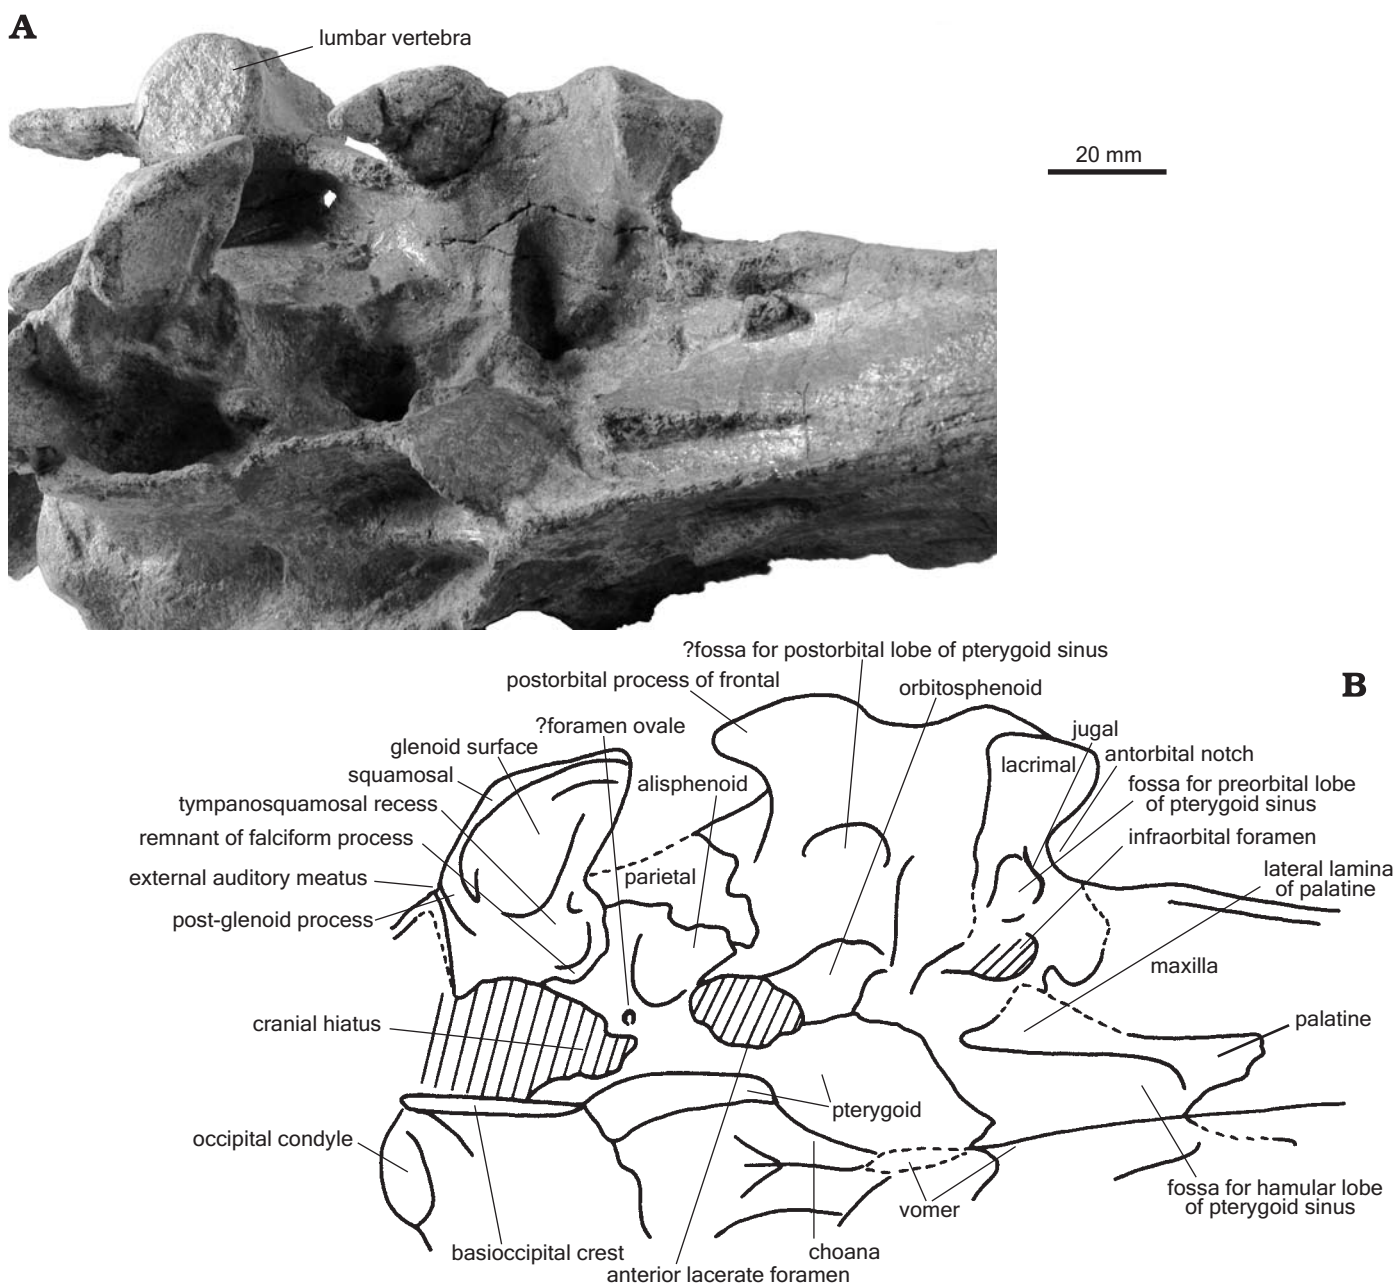 A
lumbar vertebra
20 mm
?fossa for postorbital lobe of pterygoid sinus
B
postorbital process of frontal
orbitosphenoid
?foramen ovale
jugal
glenoid surface
antorbital notch
squamosal
alisphenoid
lacrimal
fossa for preorbital lobe
of pterygoid sinus
tympanosquamosal recess
remnant of falciform process
infraorbital foramen
external auditory meatus
parietal
lateral lamina
of palatine
post-glenoid process
maxilla
cranial hiatus
palatine
pterygoid
occipital condyle
fossa for hamular lobe
of pterygoid sinus
vomer
basioccipital crest
choana
anterior lacerate foramen